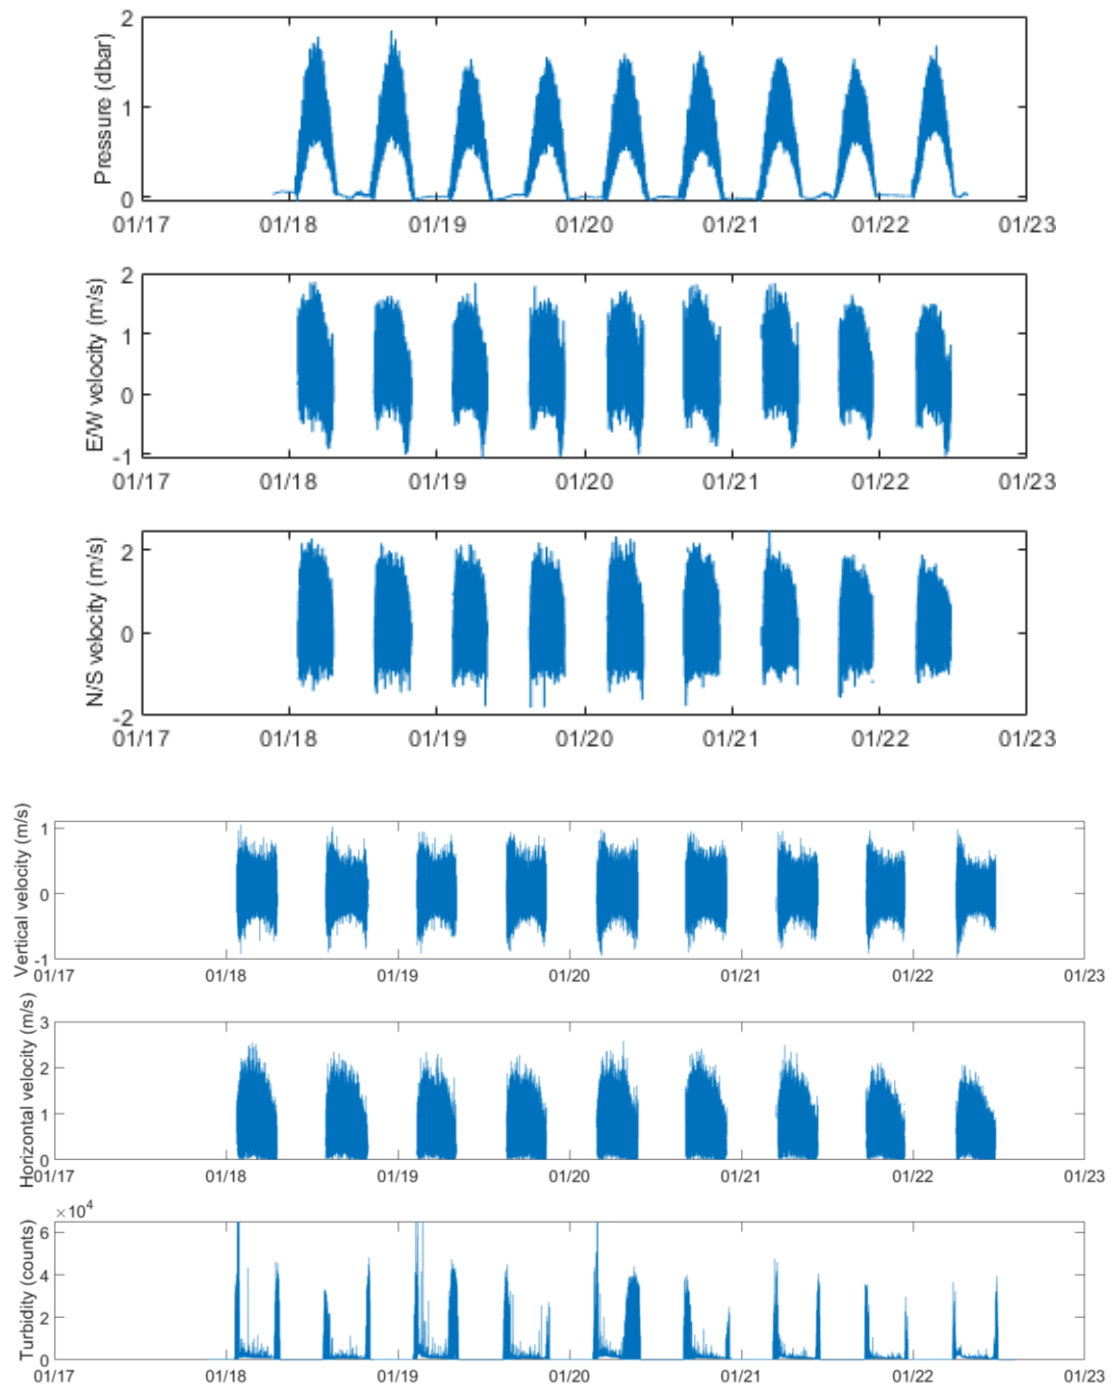 Pressure (dbar)
2
1
0
01/17 01/18 01/19 01/20 01/21 01/22 01/23
E/W velocity (m/s)
2
1
0
-1
01/17 01/18 01/19 01/20 01/21 01/22 01/23
N/S velocity (m/s)
2
0
-2
01/17 01/18 01/19 01/20 01/21 01/22 01/23
Vertical velocity (m/s)
1
0
-1
01/17 01/18 01/19 01/20 01/21 01/22 01/23
Horizontal velocity (m/s)
3
2
1
0
01/17 01/18 01/19 01/20 01/21 01/22 01/23
Turbidity (counts)
×10⁴
6
4
2
0
01/17 01/18 01/19 01/20 01/21 01/22 01/23